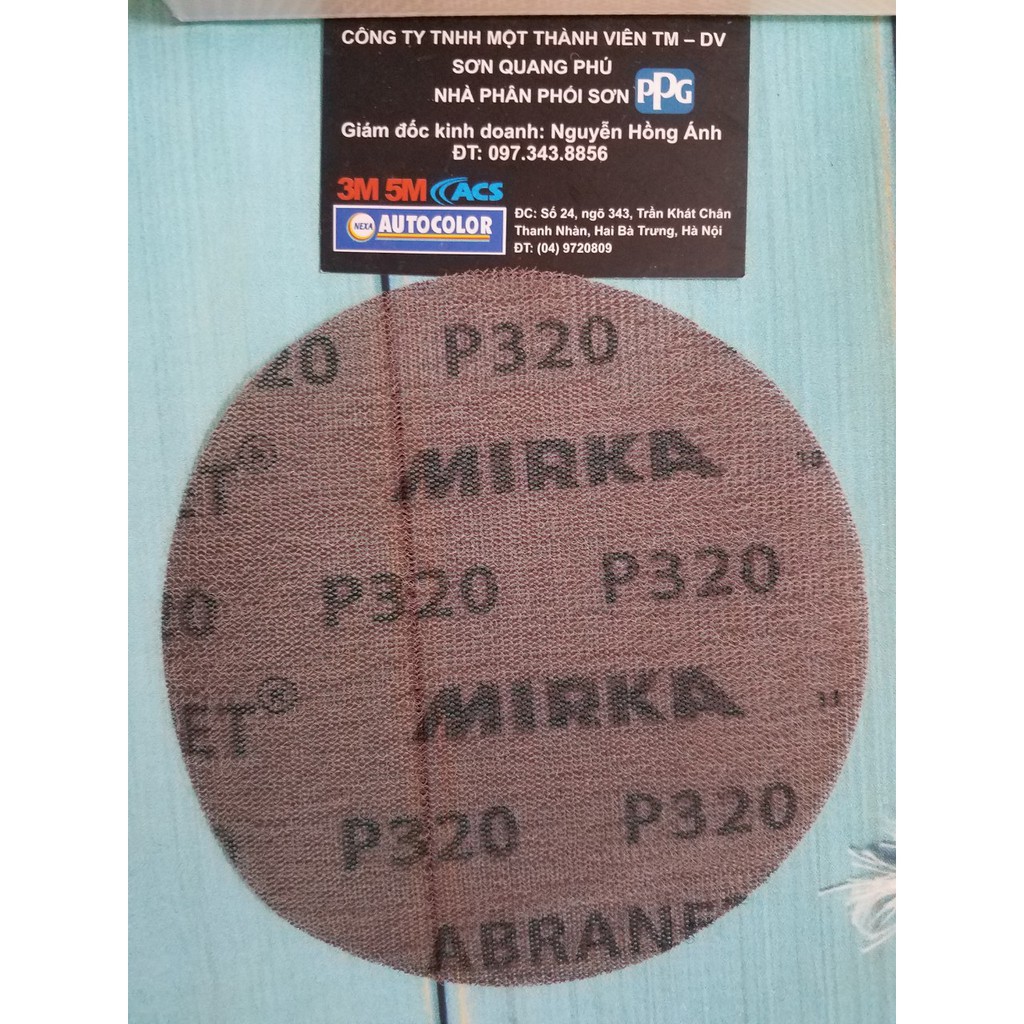 CÔNG TY TNHH MỘT THÀNH VIÊN TM – DV
SƠN QUANG PHÚ
NHÀ PHÂN PHỐI SƠN PPG
Giám đốc kinh doanh: Nguyễn Hồng Ánh
ĐT: 097.343.8856
3M 5M ACS
NEXA AUTOCOLOR
ĐC: Số 24, ngõ 343, Trần Khát Chân
Thanh Nhàn, Hai Bà Trưng, Hà Nội
ĐT: (04) 9720809
20 P320
ET® MIRKA
20 P320 P320
ET® MIRKA
P320 P320
ABRANET